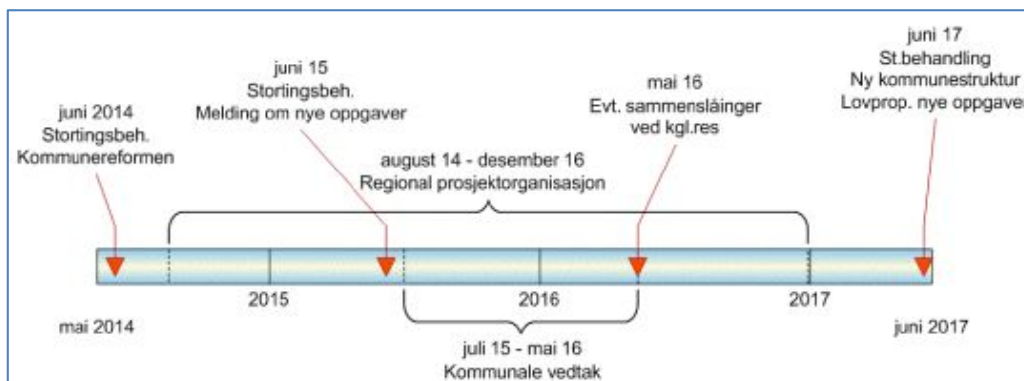 juni 2014
Stortingsbeh.
Kommunereformen
juni 15
Stortingsbeh.
Melding om nye oppgaver
august 14 - desember 16
Regional prosjektorganisasjon
mai 16
Evt. sammenslåinger
ved kgl.res
juni 17
St.behandling
Ny kommunestruktur
Lovprop. nye oppgaver
2015
2016
2017
mai 2014
juni 2017
juli 15 - mai 16
Kommunale vedtak